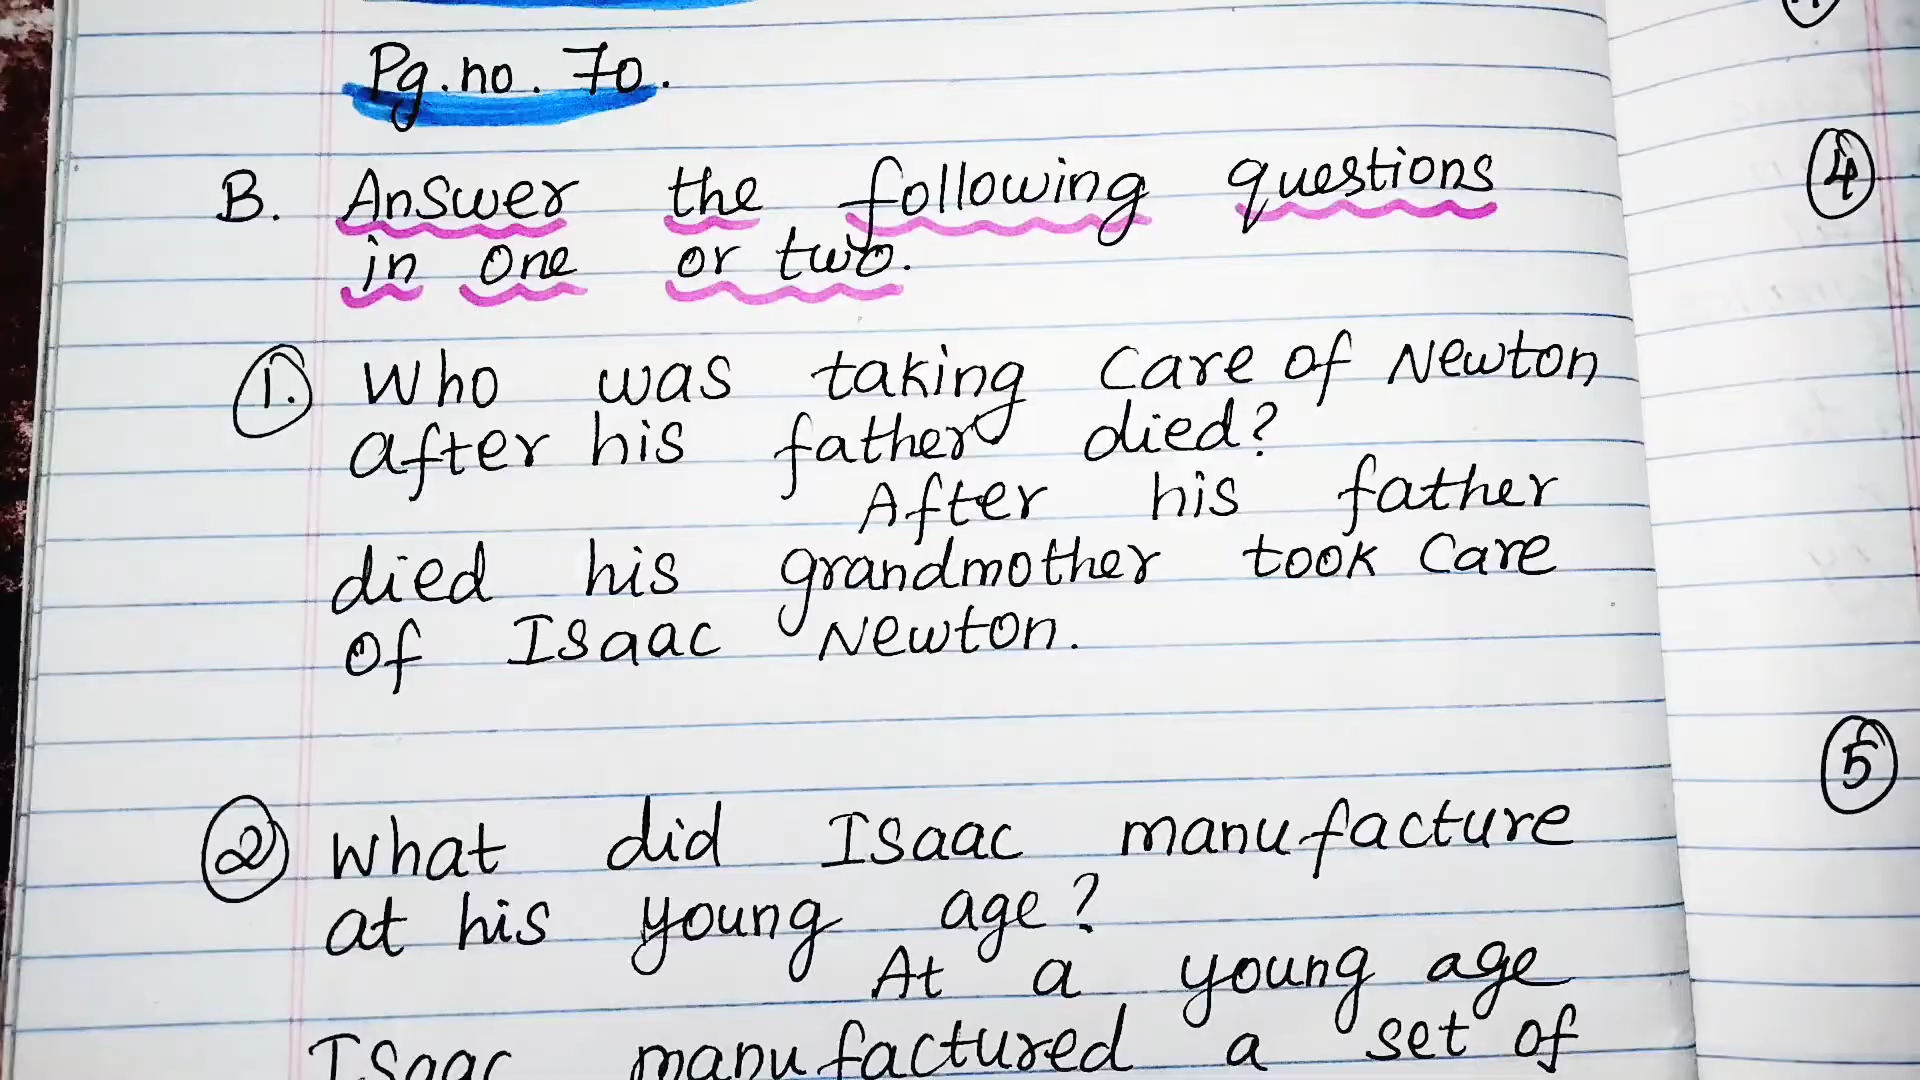 Pg.no. 70.
B. Answer the following questions
in one or two.
1. Who was taking care of Newton
after his father died?
After his father
died his grandmother took care
of Isaac Newton.
2 What did Isaac manufacture
at his young age?
At a young age
Isaac manufactured a set of
4
5